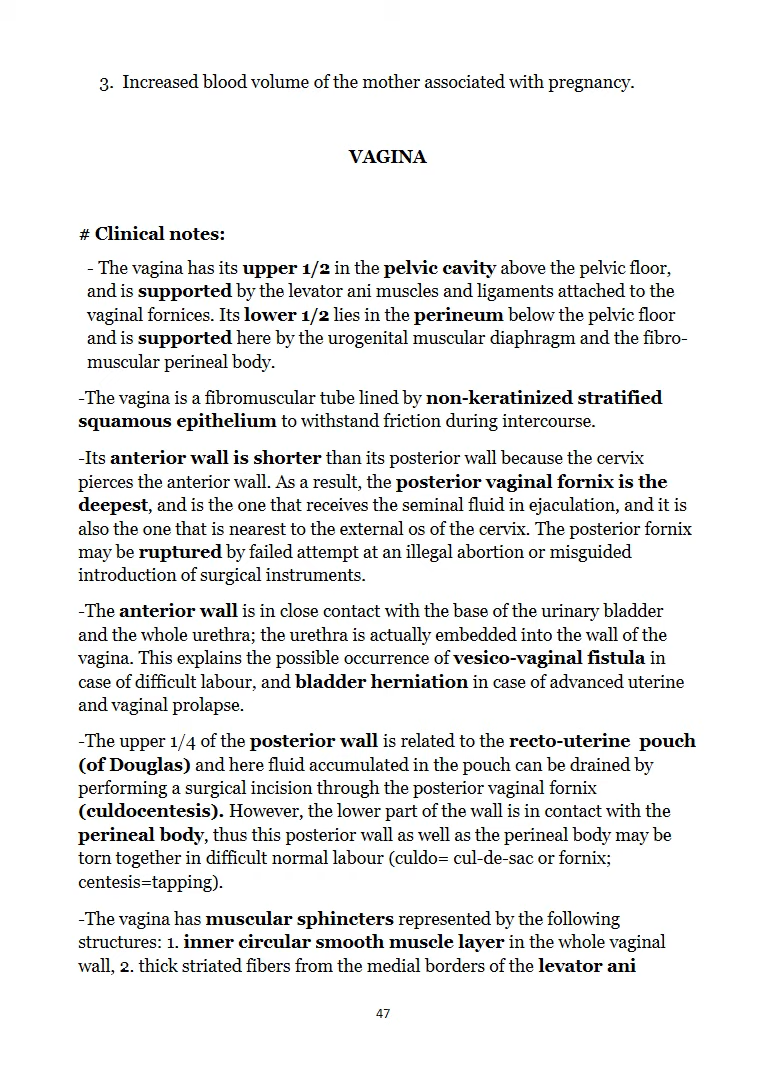 3. Increased blood volume of the mother associated with pregnancy.
VAGINA
# Clinical notes:
- The vagina has its upper 1/2 in the pelvic cavity above the pelvic floor,
and is supported by the levator ani muscles and ligaments attached to the
vaginal fornices. Its lower 1/2 lies in the perineum below the pelvic floor
and is supported here by the urogenital muscular diaphragm and the fibro-
muscular perineal body.
-The vagina is a fibromuscular tube lined by non-keratinized stratified
squamous epithelium to withstand friction during intercourse.
-Its anterior wall is shorter than its posterior wall because the cervix
pierces the anterior wall. As a result, the posterior vaginal fornix is the
deepest, and is the one that receives the seminal fluid in ejaculation, and it is
also the one that is nearest to the external os of the cervix. The posterior fornix
may be ruptured by failed attempt at an illegal abortion or misguided
introduction of surgical instruments.
-The anterior wall is in close contact with the base of the urinary bladder
and the whole urethra; the urethra is actually embedded into the wall of the
vagina. This explains the possible occurrence of vesico-vaginal fistula in
case of difficult labour, and bladder herniation in case of advanced uterine
and vaginal prolapse.
-The upper 1/4 of the posterior wall is related to the recto-uterine pouch
(of Douglas) and here fluid accumulated in the pouch can be drained by
performing a surgical incision through the posterior vaginal fornix
(culdocentesis). However, the lower part of the wall is in contact with the
perineal body, thus this posterior wall as well as the perineal body may be
torn together in difficult normal labour (culdo= cul-de-sac or fornix;
centesis=tapping).
-The vagina has muscular sphincters represented by the following
structures: 1. inner circular smooth muscle layer in the whole vaginal
wall, 2. thick striated fibers from the medial borders of the levator ani
47